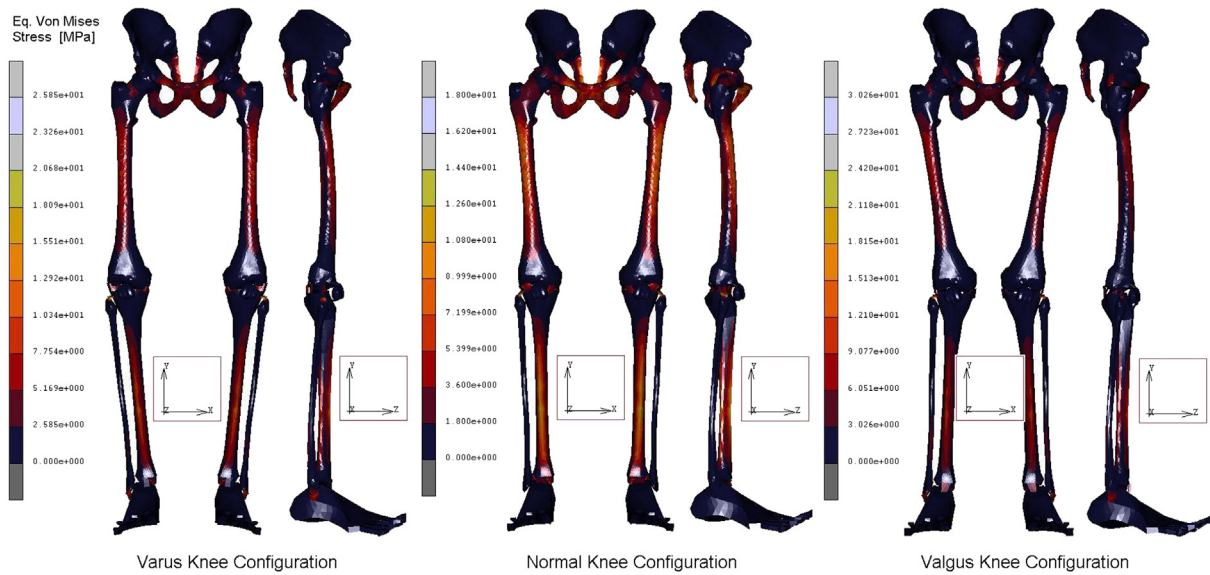 Eq. Von Mises
Stress [MPa]
2.585e+001
2.326e+001
2.068e+001
1.809e+001
1.551e+001
1.292e+001
1.034e+001
7.754e+000
5.169e+000
2.585e+000
0.000e+000
Y
Z
X
Y
X
Z
Varus Knee Configuration
1.800e+001
1.620e+001
1.440e+001
1.260e+001
1.080e+001
8.999e+000
7.199e+000
5.399e+000
3.600e+000
1.800e+000
0.000e+000
Y
Z
X
Y
X
Z
Normal Knee Configuration
3.026e+001
2.723e+001
2.420e+001
2.118e+001
1.815e+001
1.513e+001
1.210e+001
9.077e+000
6.051e+000
3.026e+000
0.000e+000
Y
Z
X
Y
X
Z
Valgus Knee Configuration